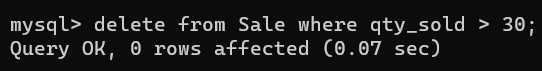 mysql> delete from Sale where qty_sold > 30;
Query OK, 0 rows affected (0.07 sec)